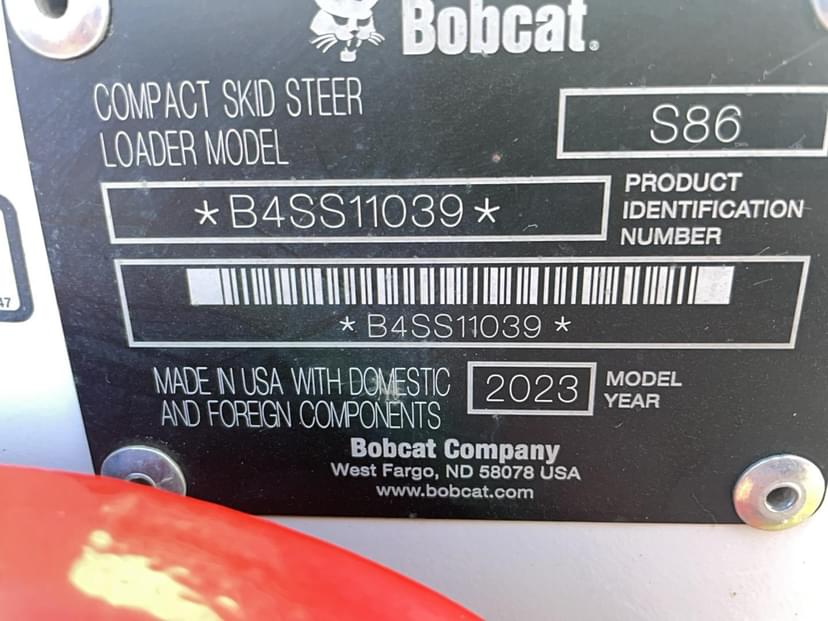 Bobcat®
COMPACT SKID STEER
LOADER MODEL
S86
*B4SS11039*
PRODUCT
IDENTIFICATION
NUMBER
*B4SS11039*
47
MADE IN USA WITH DOMESTIC
AND FOREIGN COMPONENTS
2023
MODEL
YEAR
Bobcat Company
West Fargo, ND 58078 USA
www.bobcat.com